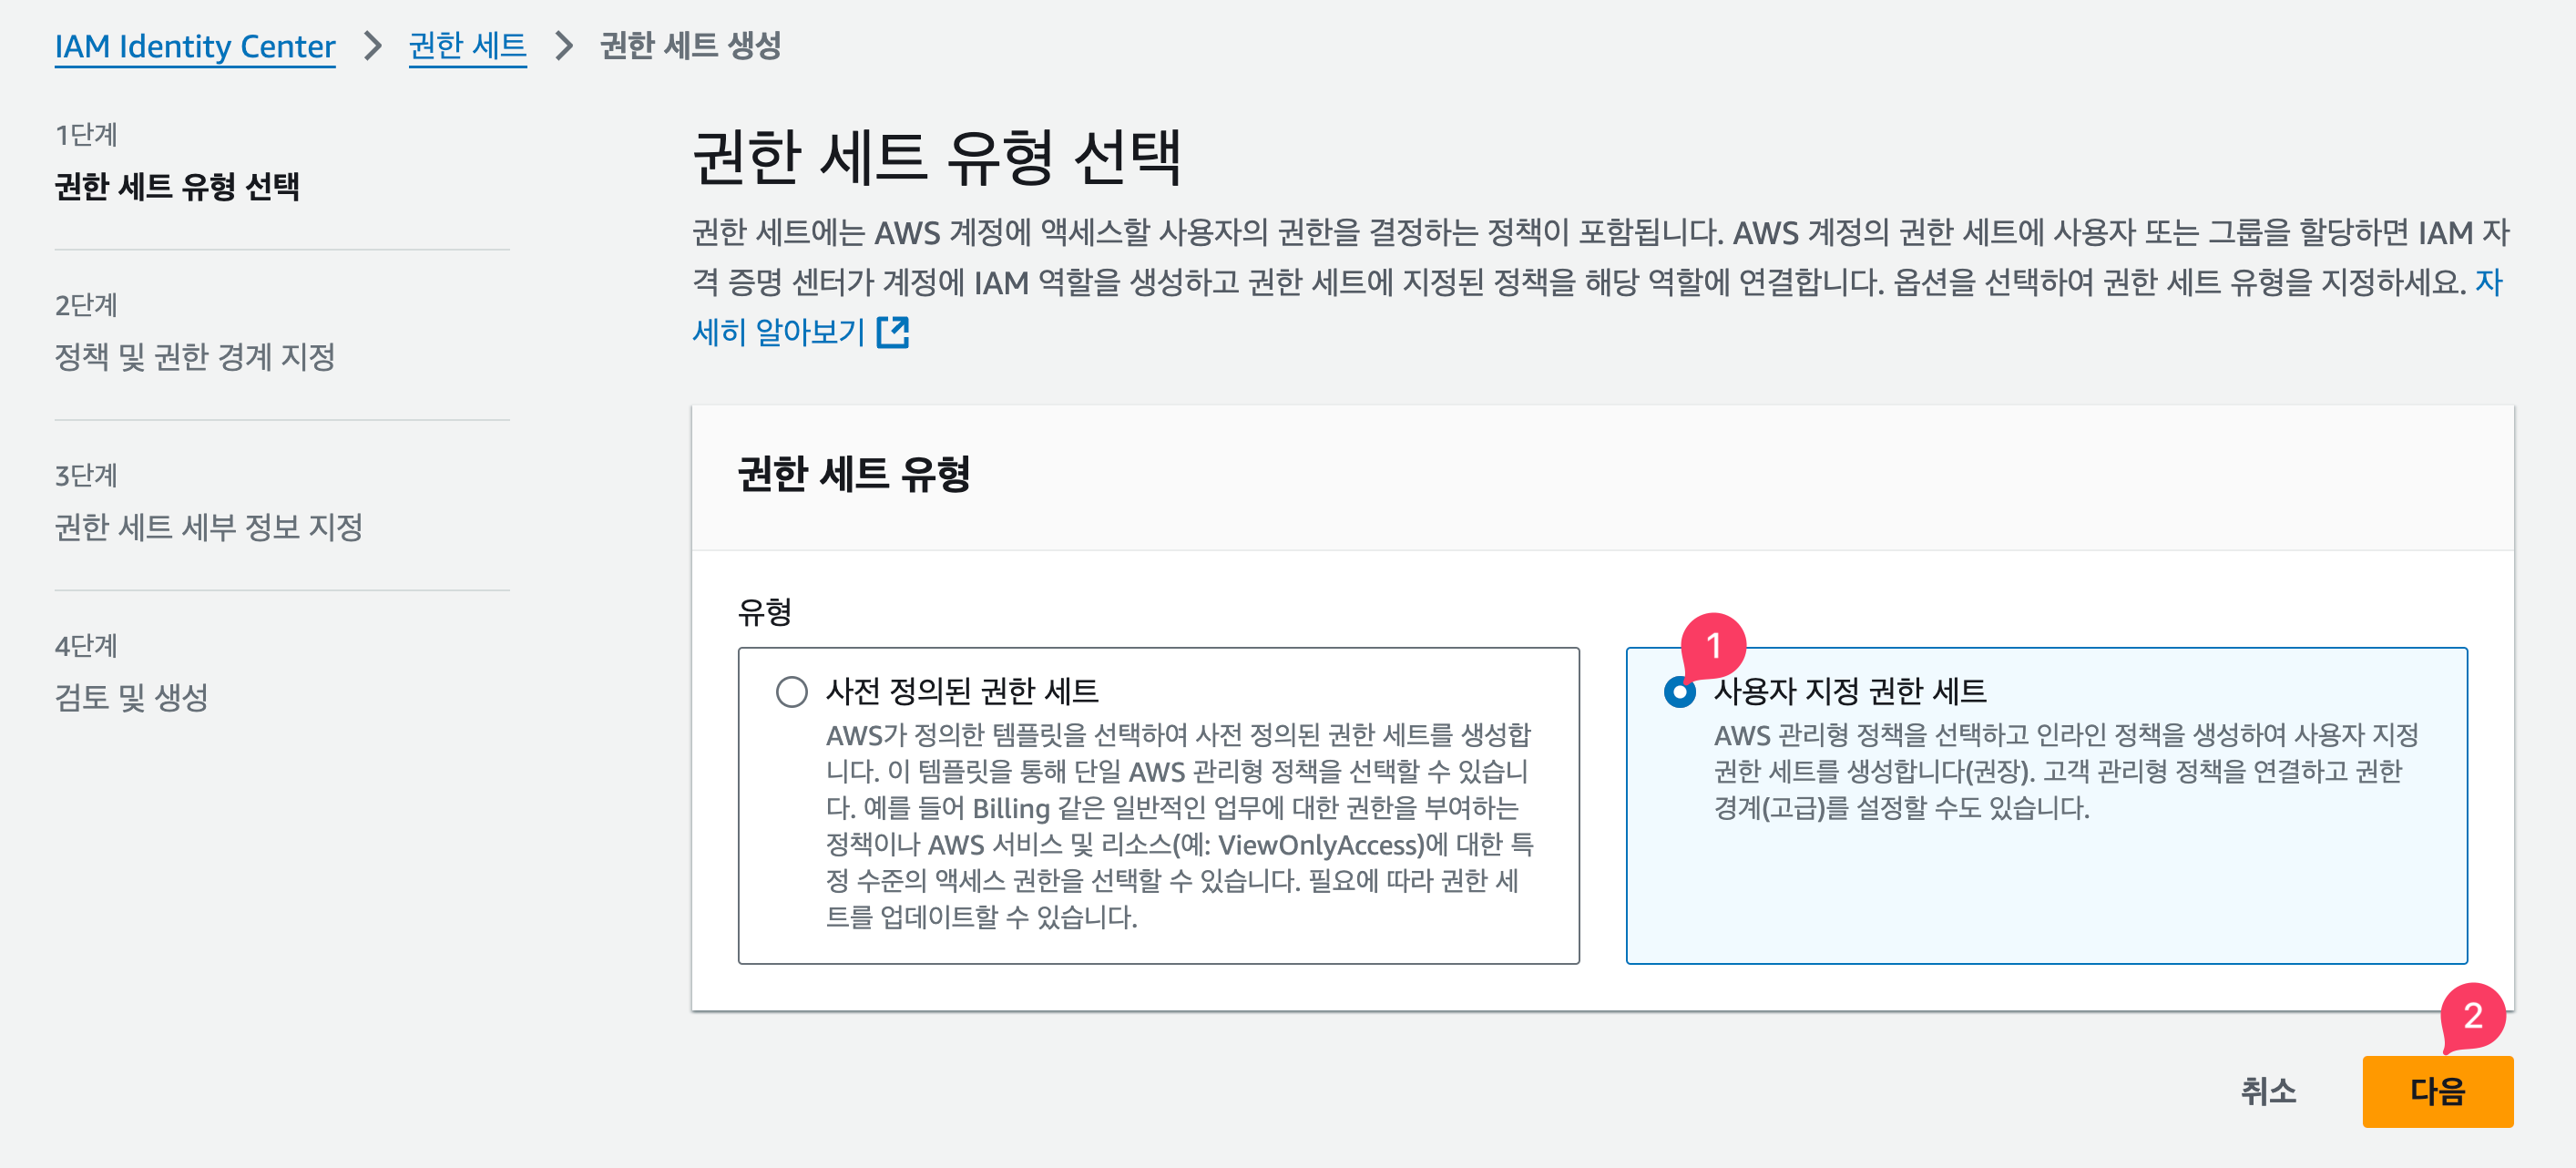 IAM Identity Center > 권한 세트 > 권한 세트 생성
1단계
권한 세트 유형 선택
2단계
정책 및 권한 경계 지정
3단계
권한 세트 세부 정보 지정
4단계
검토 및 생성
권한 세트 유형 선택
권한 세트에는 AWS 계정에 액세스할 사용자의 권한을 결정하는 정책이 포함됩니다. AWS 계정의 권한 세트에 사용자 또는 그룹을 할당하면 IAM 자
격 증명 센터가 계정에 IAM 역할을 생성하고 권한 세트에 지정된 정책을 해당 역할에 연결합니다. 옵션을 선택하여 권한 세트 유형을 지정하세요. 자
세히 알아보기
권한 세트 유형
유형
사전 정의된 권한 세트
AWS가 정의한 템플릿을 선택하여 사전 정의된 권한 세트를 생성합
니다. 이 템플릿을 통해 단일 AWS 관리형 정책을 선택할 수 있습니
다. 예를 들어 Billing 같은 일반적인 업무에 대한 권한을 부여하는
정책이나 AWS 서비스 및 리소스(예: ViewOnlyAccess)에 대한 특
정 수준의 액세스 권한을 선택할 수 있습니다. 필요에 따라 권한 세
트를 업데이트할 수 있습니다.
1
사용자 지정 권한 세트
AWS 관리형 정책을 선택하고 인라인 정책을 생성하여 사용자 지정
권한 세트를 생성합니다(권장). 고객 관리형 정책을 연결하고 권한
경계(고급)를 설정할 수도 있습니다.
2
취소
다음